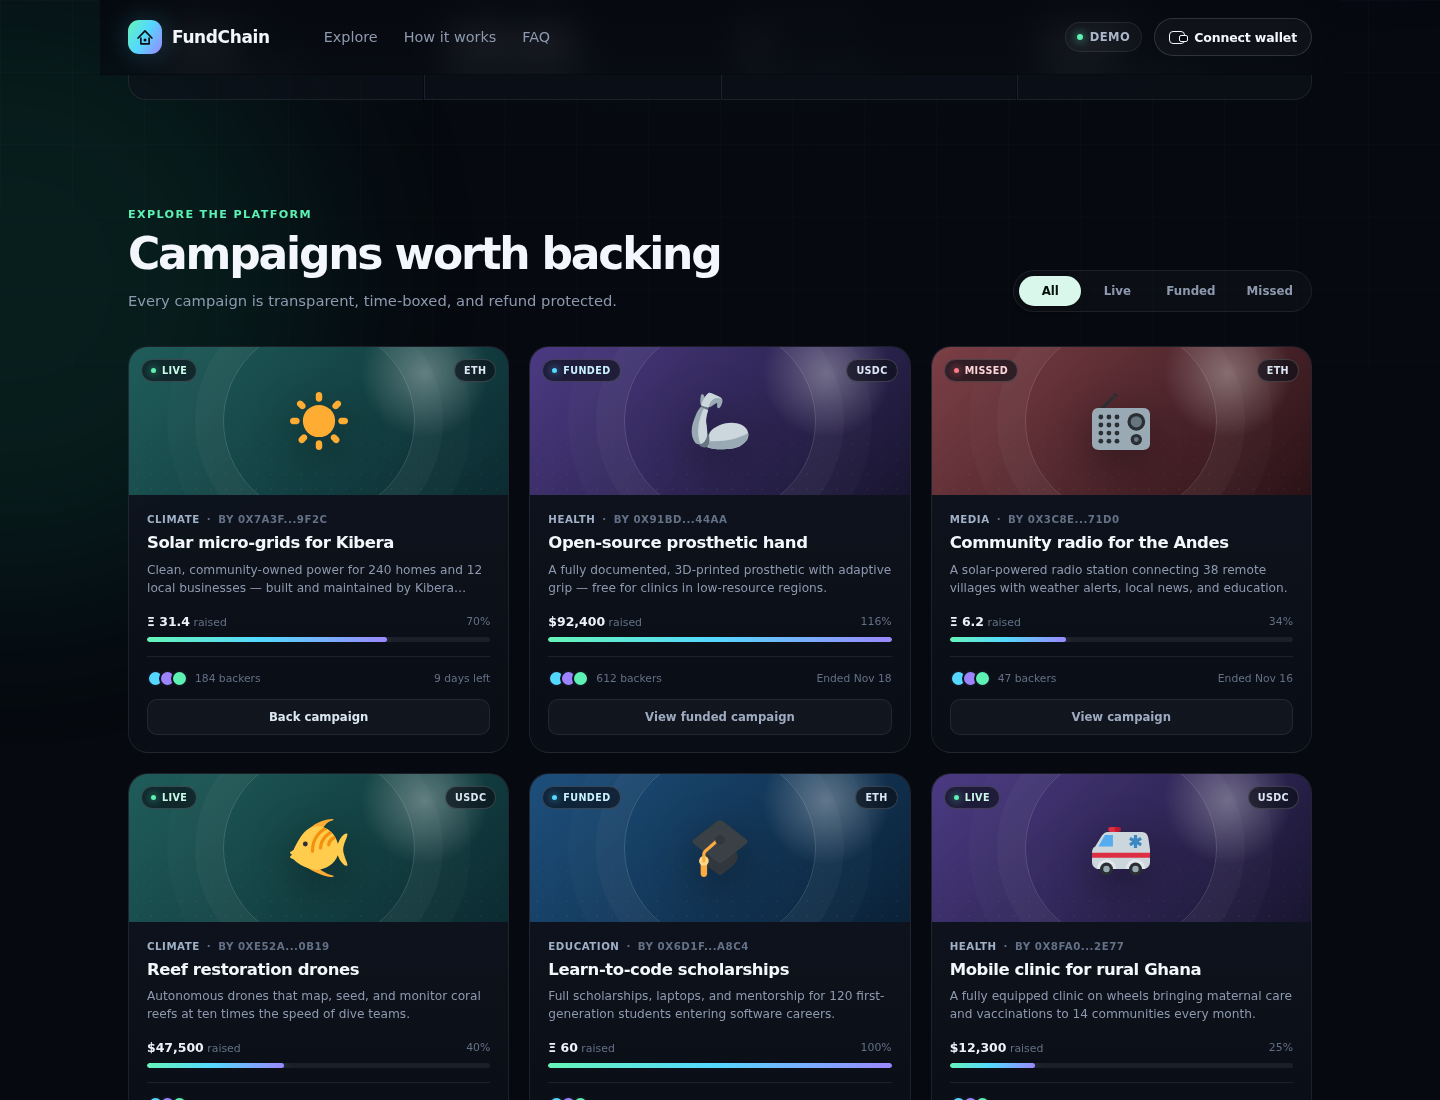 FundChain
Explore
How it works
FAQ
DEMO
Connect wallet
EXPLORE THE PLATFORM
Campaigns worth backing
Every campaign is transparent, time-boxed, and refund protected.
All
Live
Funded
Missed
LIVE
ETH
CLIMATE · BY 0X7A3F...9F2C
Solar micro-grids for Kibera
Clean, community-owned power for 240 homes and 12
local businesses — built and maintained by Kibera…
Ξ 31.4 raised
70%
184 backers
9 days left
Back campaign
FUNDED
USDC
HEALTH · BY 0X91BD...44AA
Open-source prosthetic hand
A fully documented, 3D-printed prosthetic with adaptive
grip — free for clinics in low-resource regions.
$92,400 raised
116%
612 backers
Ended Nov 18
View funded campaign
MISSED
ETH
MEDIA · BY 0X3C8E...71D0
Community radio for the Andes
A solar-powered radio station connecting 38 remote
villages with weather alerts, local news, and education.
Ξ 6.2 raised
34%
47 backers
Ended Nov 16
View campaign
LIVE
USDC
CLIMATE · BY 0XE52A...0B19
Reef restoration drones
Autonomous drones that map, seed, and monitor coral
reefs at ten times the speed of dive teams.
$47,500 raised
40%
FUNDED
ETH
EDUCATION · BY 0X6D1F...A8C4
Learn-to-code scholarships
Full scholarships, laptops, and mentorship for 120 first-
generation students entering software careers.
Ξ 60 raised
100%
LIVE
USDC
HEALTH · BY 0X8FA0...2E77
Mobile clinic for rural Ghana
A fully equipped clinic on wheels bringing maternal care
and vaccinations to 14 communities every month.
$12,300 raised
25%